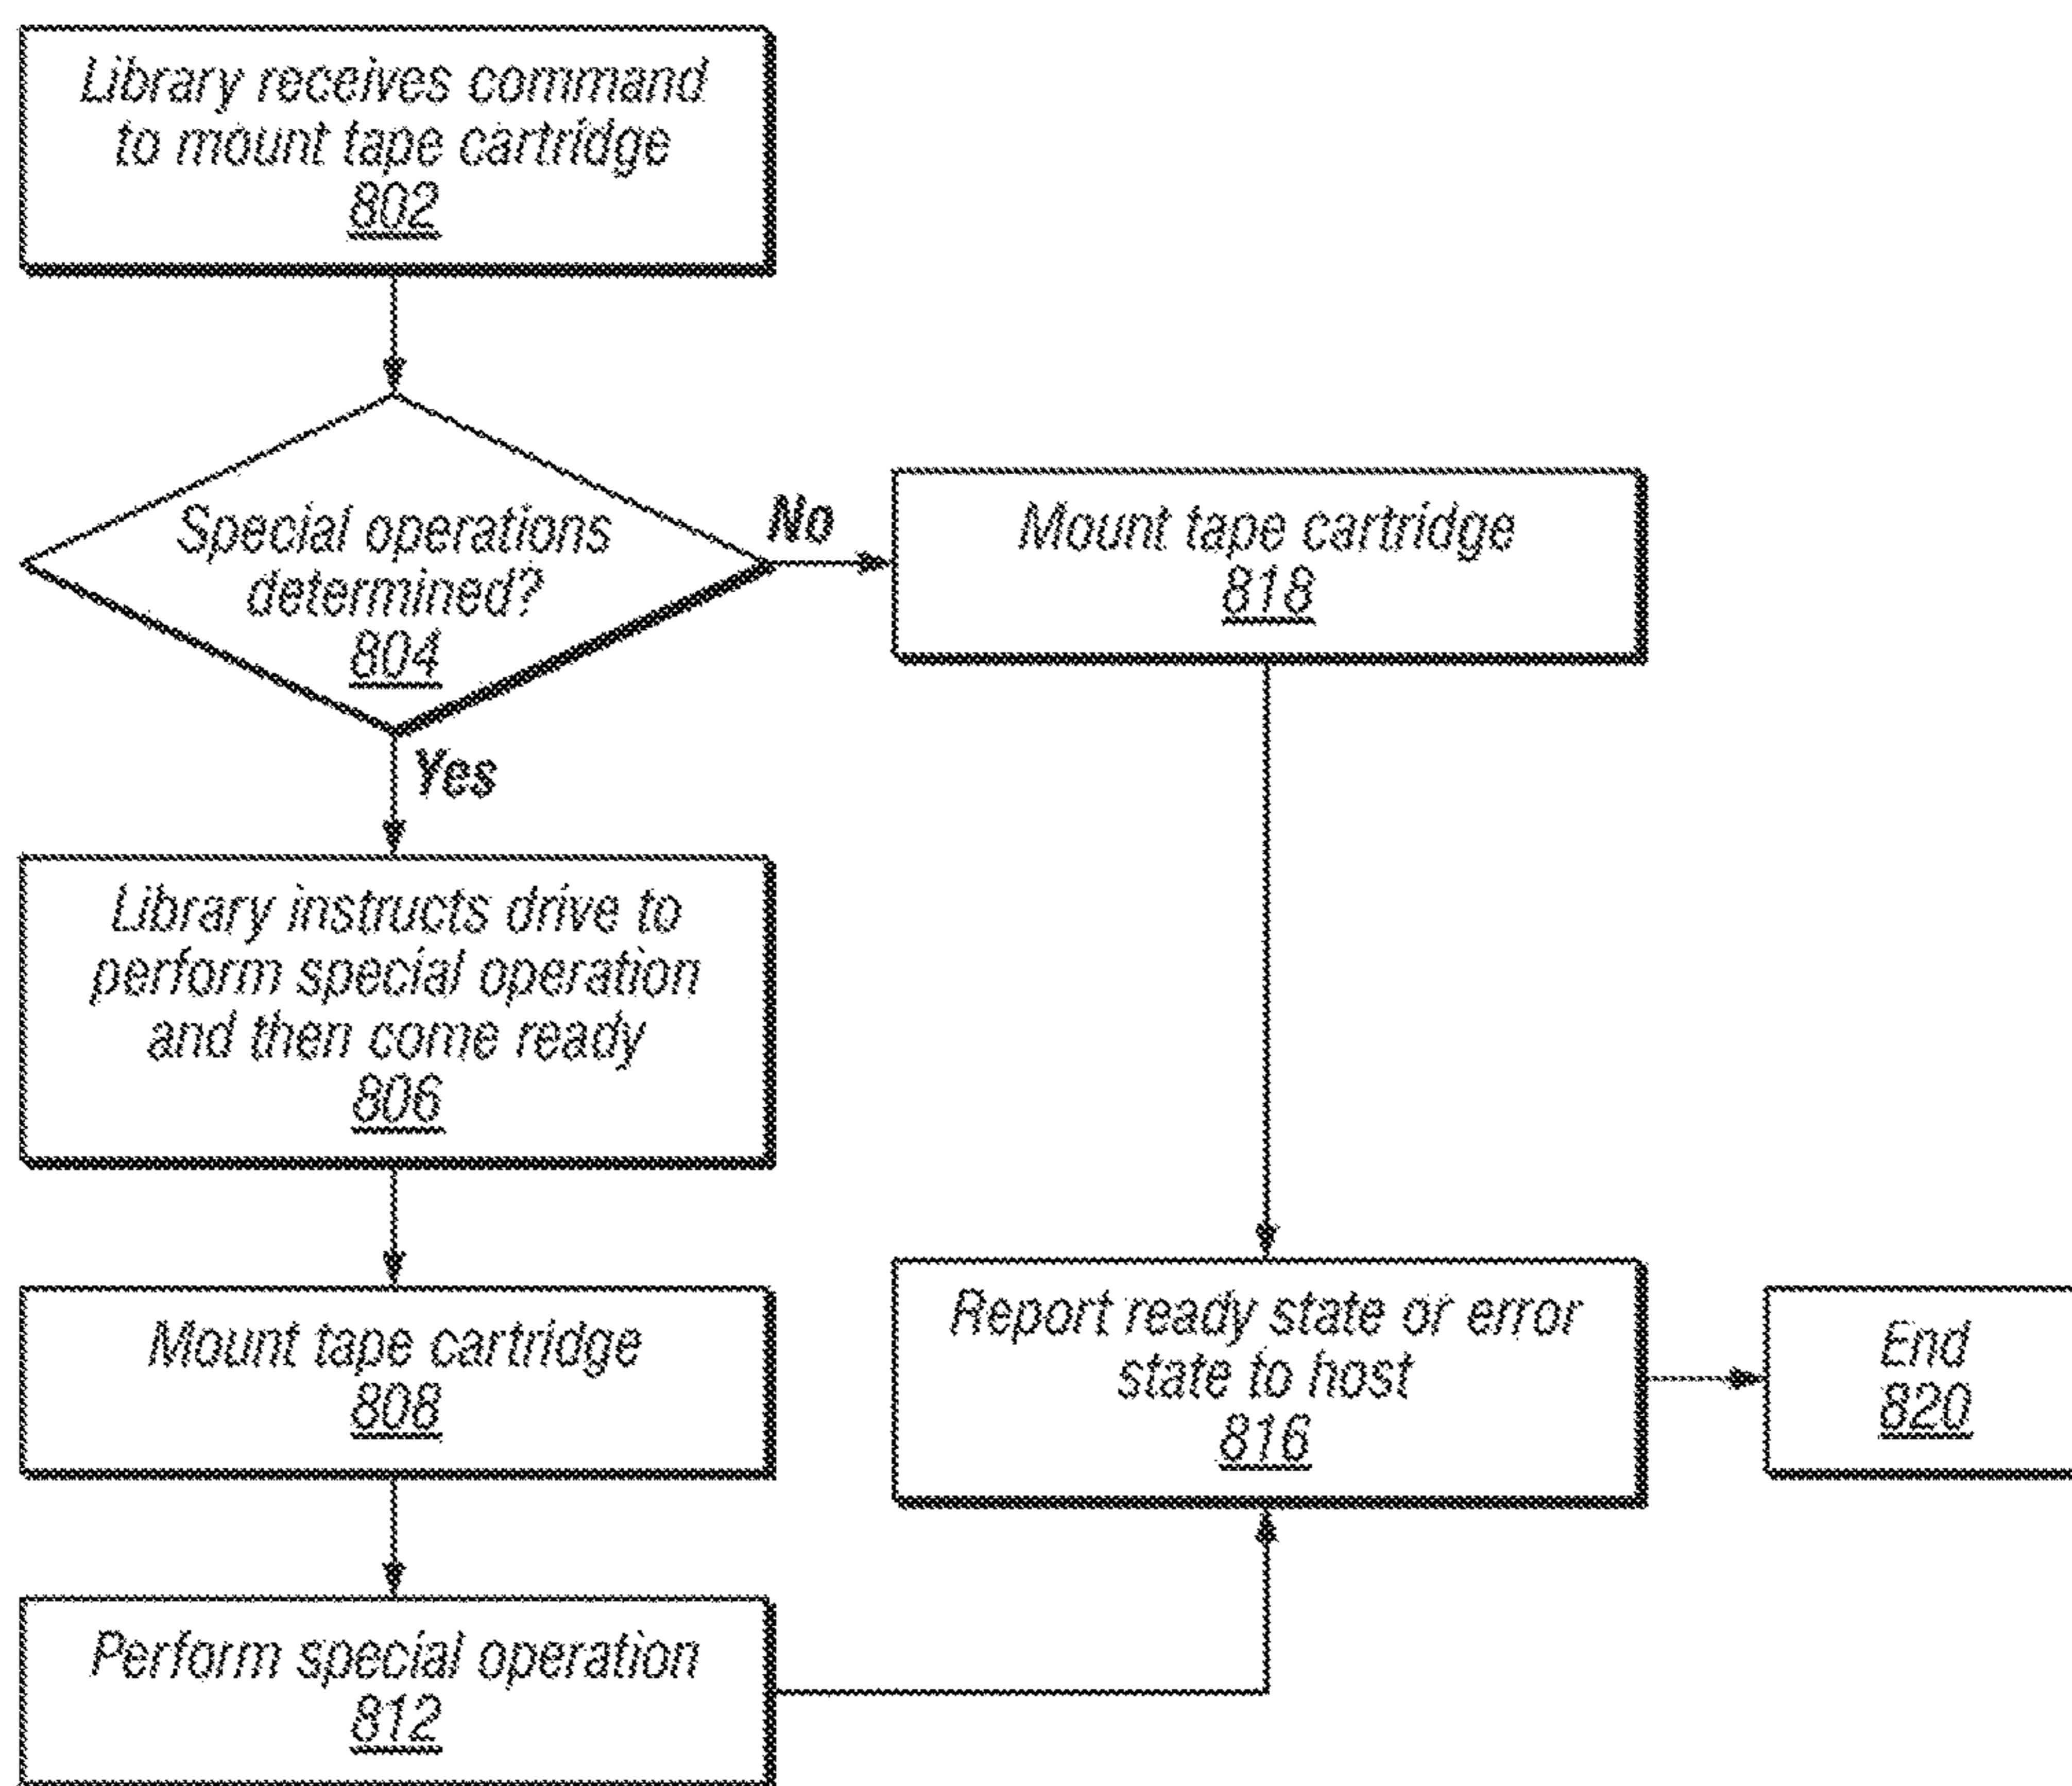 Library receives command
to mount tape cartridge
802
Special operations
determined?
804
No
Mount tape cartridge
818
Yes
Library instructs drive to
perform special operation
and then come ready
806
Mount tape cartridge
808
Report ready state or error
state to host
816
End
820
Perform special operation
812